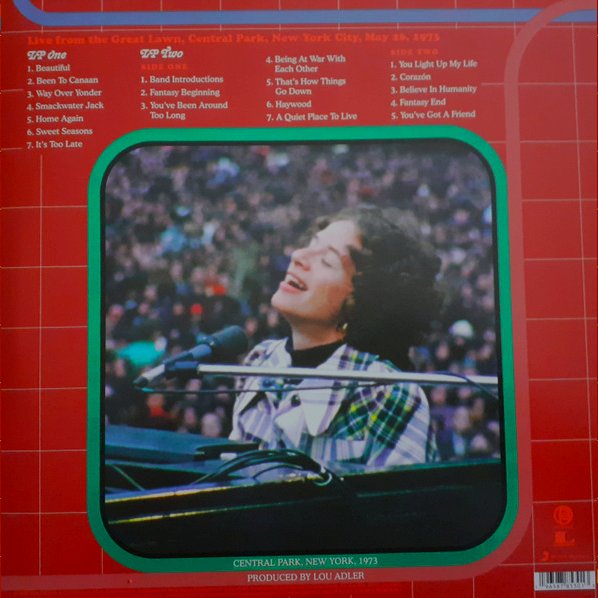 Live from the Great Lawn, Central Park, New York City, May 26, 1973
LP One
1. Beautiful
2. Been To Canaan
3. Way Over Yonder
4. Smackwater Jack
5. Home Again
6. Sweet Seasons
7. It's Too Late
LP Two
SIDE ONE
1. Band Introductions
2. Fantasy Beginning
3. You've Been Around
Too Long
4. Being At War With
Each Other
5. That's How Things
Go Down
6. Haywood
7. A Quiet Place To Live
SIDE TWO
1. You Light Up My Life
2. Corazón
3. Believe In Humanity
4. Fantasy End
5. You've Got A Friend
CENTRAL PARK, NEW YORK, 1973
PRODUCED BY LOU ADLER